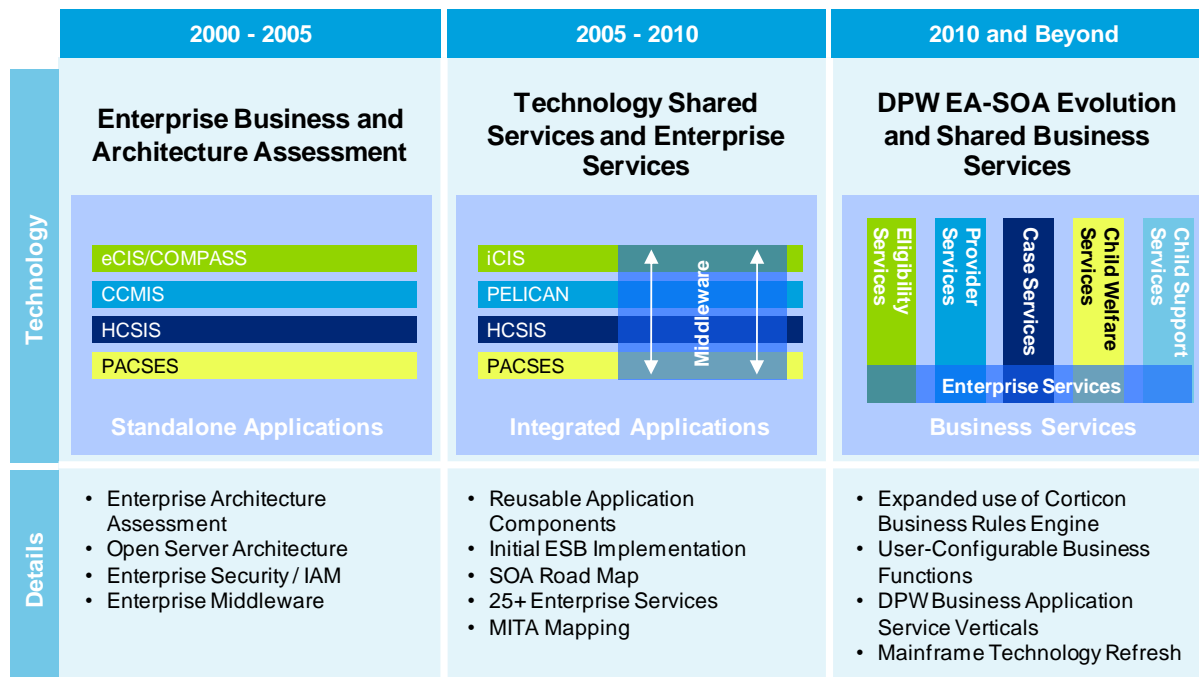 2000 - 2005
2005 - 2010
2010 and Beyond
Technology
Enterprise Business and
Architecture Assessment
eCIS/COMPASS
CCMIS
HCSIS
PACSES
Standalone Applications
Technology Shared
Services and Enterprise
Services
iCIS
PELICAN
HCSIS
PACSES
Middleware
Integrated Applications
DPW EA-SOA Evolution
and Shared Business
Services
Eligibility
Services
Provider
Services
Case Services
Child Welfare
Services
Child Support
Services
Enterprise Services
Business Services
Details
• Enterprise Architecture
Assessment
• Open Server Architecture
• Enterprise Security / IAM
• Enterprise Middleware
• Reusable Application
Components
• Initial ESB Implementation
• SOA Road Map
• 25+ Enterprise Services
• MITA Mapping
• Expanded use of Corticon
Business Rules Engine
• User-Configurable Business
Functions
• DPW Business Application
Service Verticals
• Mainframe Technology Refresh